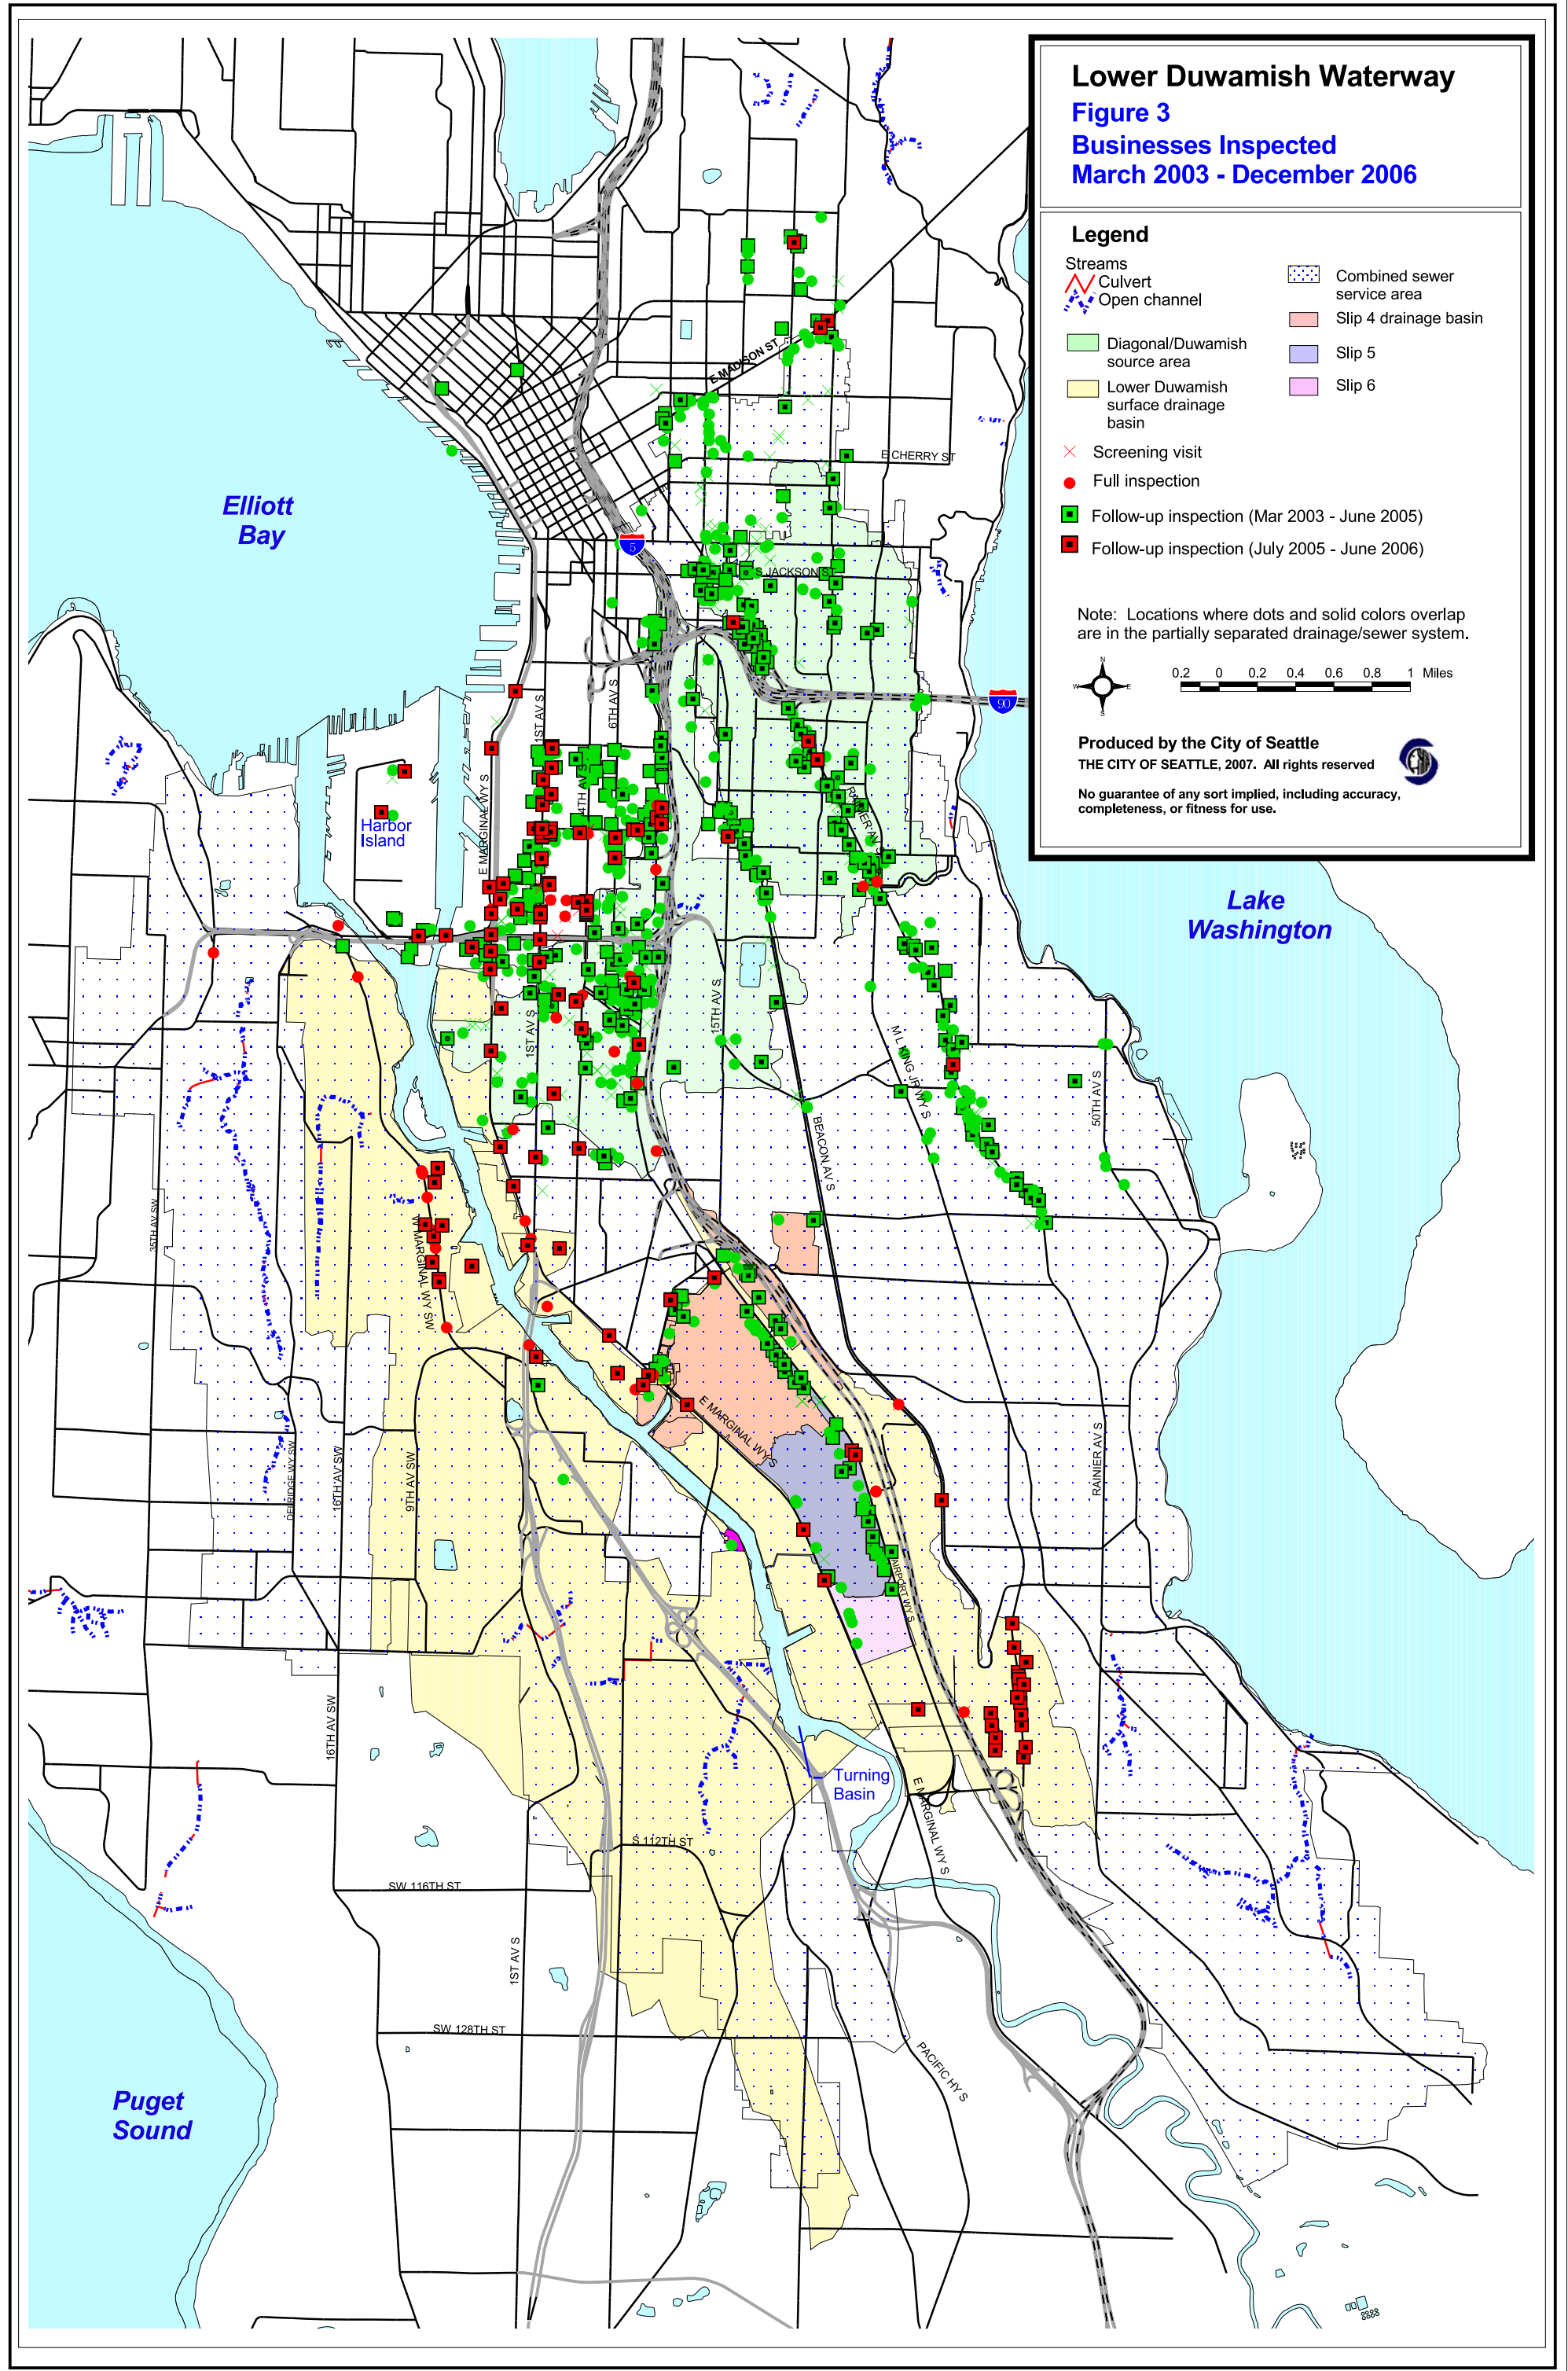 Lower Duwamish Waterway
Figure 3
Businesses Inspected
March 2003 - December 2006
Legend
Streams
Culvert
Open channel
Diagonal/Duwamish
source area
Lower Duwamish
surface drainage
basin
Combined sewer
service area
Slip 4 drainage basin
Slip 5
Slip 6
Screening visit
Full inspection
Follow-up inspection (Mar 2003 - June 2005)
Follow-up inspection (July 2005 - June 2006)
Note: Locations where dots and solid colors overlap
are in the partially separated drainage/sewer system.
N
W E
S
0.2 0 0.2 0.4 0.6 0.8 1 Miles
Produced by the City of Seattle
THE CITY OF SEATTLE, 2007. All rights reserved
No guarantee of any sort implied, including accuracy,
completeness, or fitness for use.
E MADISON ST
E CHERRY ST
Elliott
Bay
5
S JACKSON ST
90
1ST AV S
6TH AV S
4TH AV S
E MARGINAL WY S
RAINIER AV S
Harbor
Island
Lake
Washington
15TH AV S
1ST AV S
M L KING JR WY S
50TH AV S
BEACON AV S
35TH AV SW
W MARGINAL WY SW
E MARGINAL WY S
DELRIDGE WY SW
16TH AV SW
9TH AV SW
RAINIER AV S
AIRPORT WY S
16TH AV SW
Turning
Basin
E MARGINAL WY S
S 112TH ST
SW 116TH ST
1ST AV S
SW 128TH ST
PACIFIC HY S
Puget
Sound